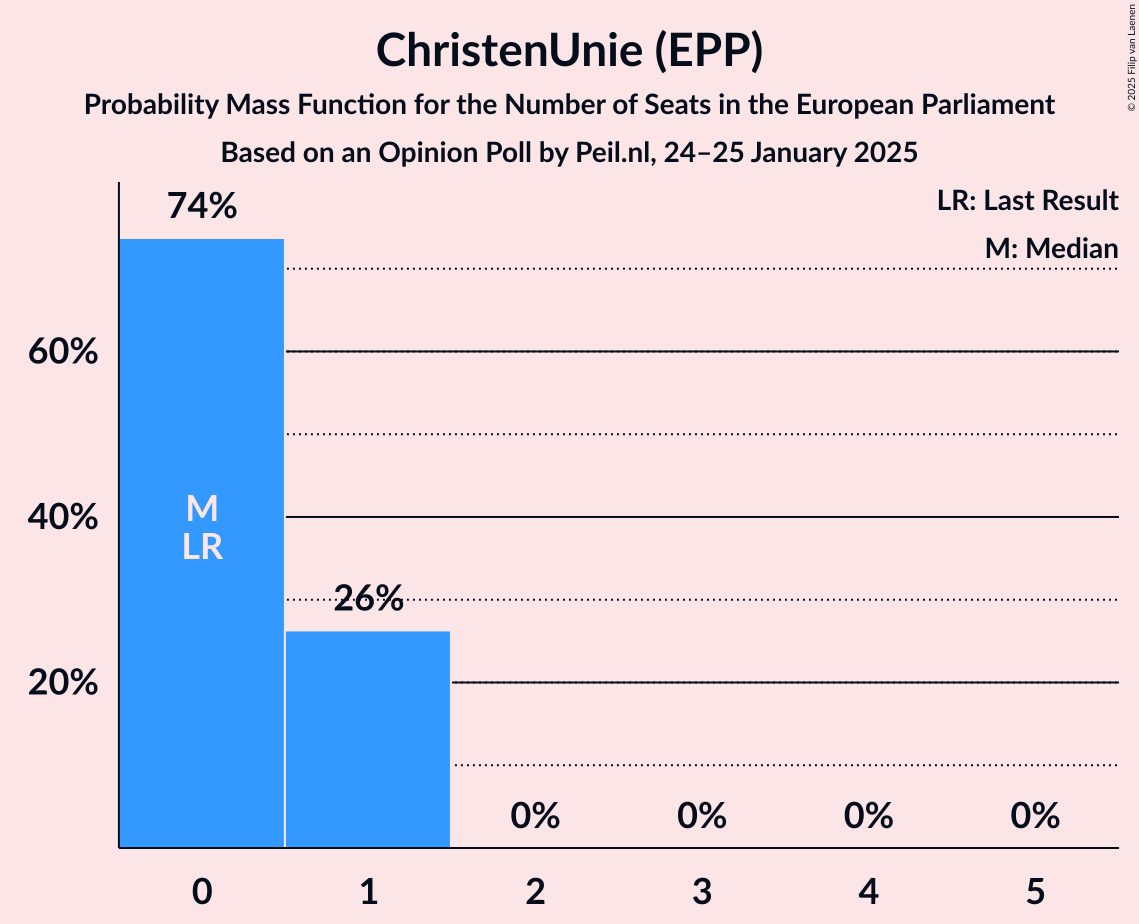 ChristenUnie (EPP)
Probability Mass Function for the Number of Seats in the European Parliament
Based on an Opinion Poll by Peil.nl, 24–25 January 2025
© 2025 Filip van Laenen
LR: Last Result
M: Median
74%
60%
40%
20%
M
LR
26%
0%
0%
0%
0%
0
1
2
3
4
5